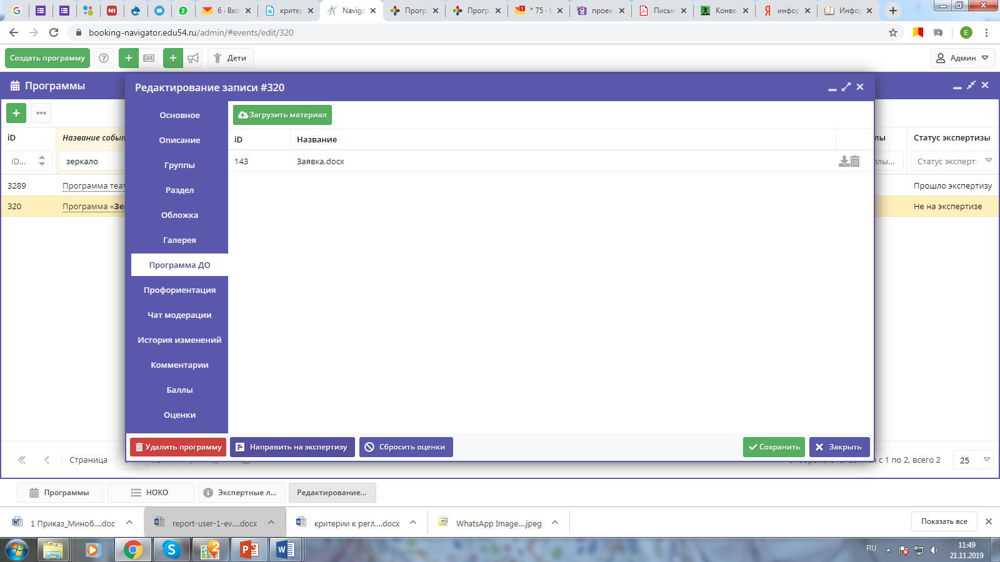 6 · Вхо
критер
Naviga
Прогр
Прогр
* 75 ·
проек
Письм
Конве
инфор
Инфор
booking-navigator.edu54.ru/admin/#events/edit/320
E
Создать программу
Дети
Админ
Программы
Редактирование записи #320
iD
Название событ
лы
Статус экспертизы
iD...
зеркало
лы...
Статус эксперт
3289
Программа теат
Прошло экспертизу
320
Программа «Зер
Не на экспертизе
Основное
Описание
Группы
Раздел
Обложка
Галерея
Программа ДО
Профориентация
Чат модерации
История изменений
Комментарии
Баллы
Оценки
Загрузить материал
iD
Название
143
Заявка.docx
Удалить программу
Направить на экспертизу
Сбросить оценки
Сохранить
Закрыть
Страница
с 1 по 2, всего 2
25
Программы
НОКО
Экспертные л...
Редактирование...
1 Приказ_Миноб....doc
report-user-1-ev....docx
критерии к регл....docx
WhatsApp Image....jpeg
Показать все
RU
11:49
21.11.2019